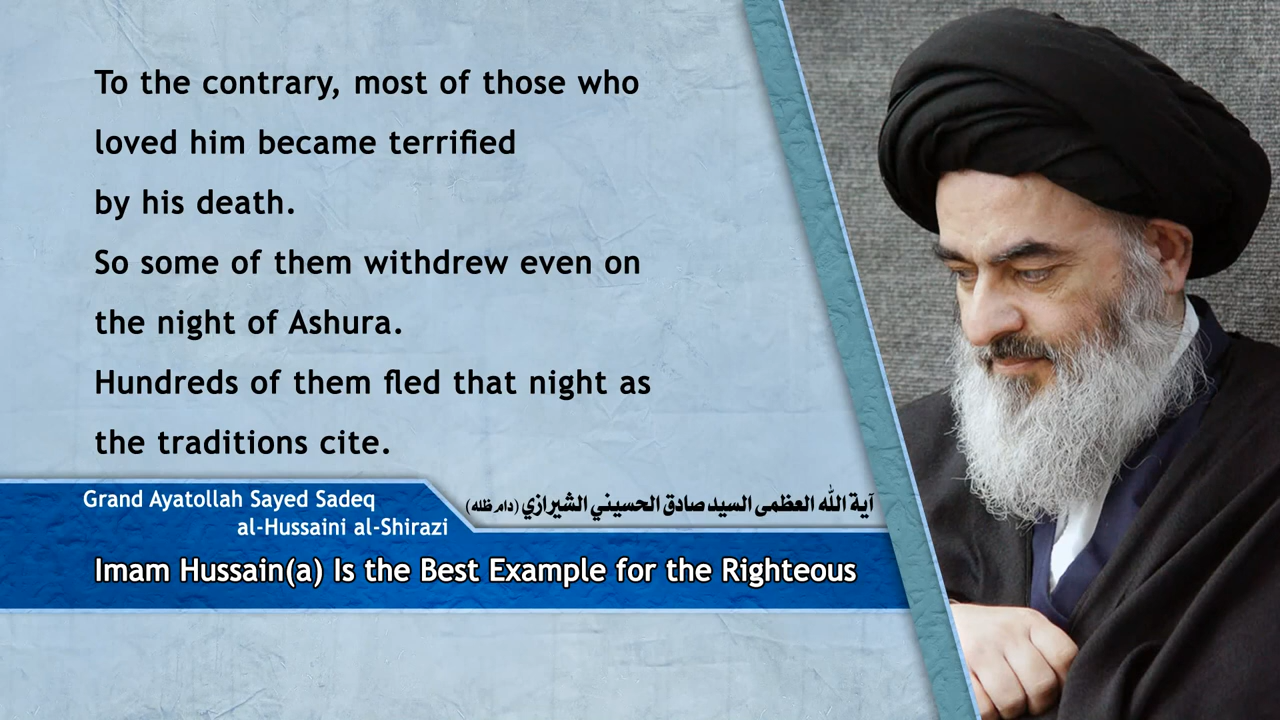 To the contrary, most of those who
loved him became terrified
by his death.
So some of them withdrew even on
the night of Ashura.
Hundreds of them fled that night as
the traditions cite.
Grand Ayatollah Sayed Sadeq
al-Hussaini al-Shirazi
آية الله العظمى السيد صادق الحسيني الشيرازي (دام ظله)
Imam Hussain(a) Is the Best Example for the Righteous